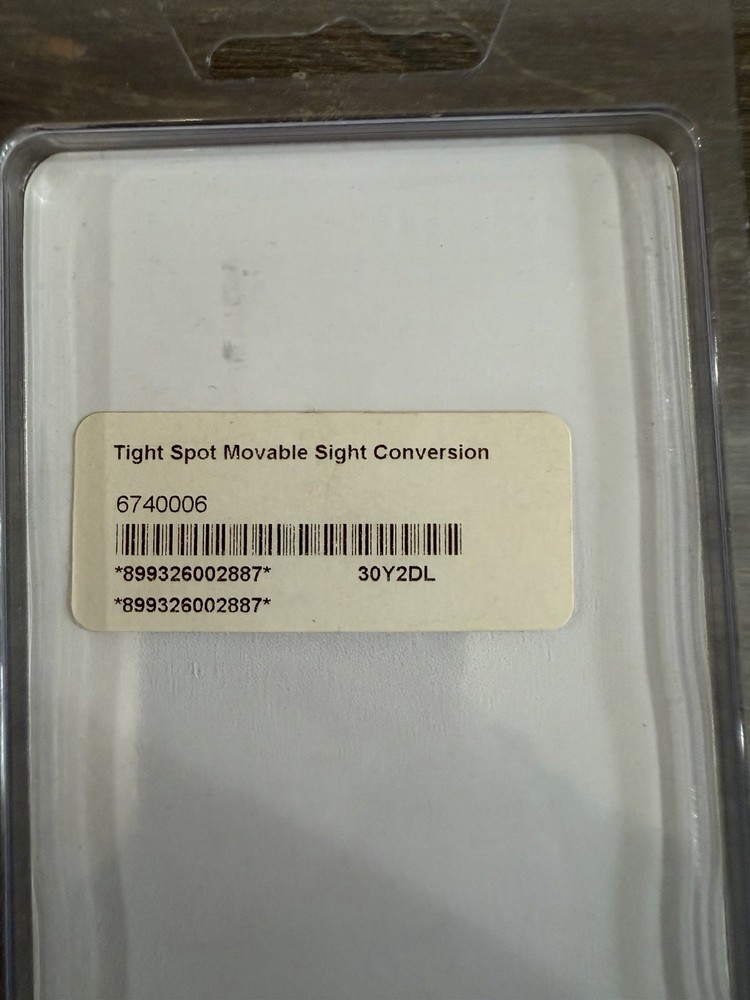 Tight Spot Movable Sight Conversion
6740006
*899326002887* 30Y2DL
*899326002887*